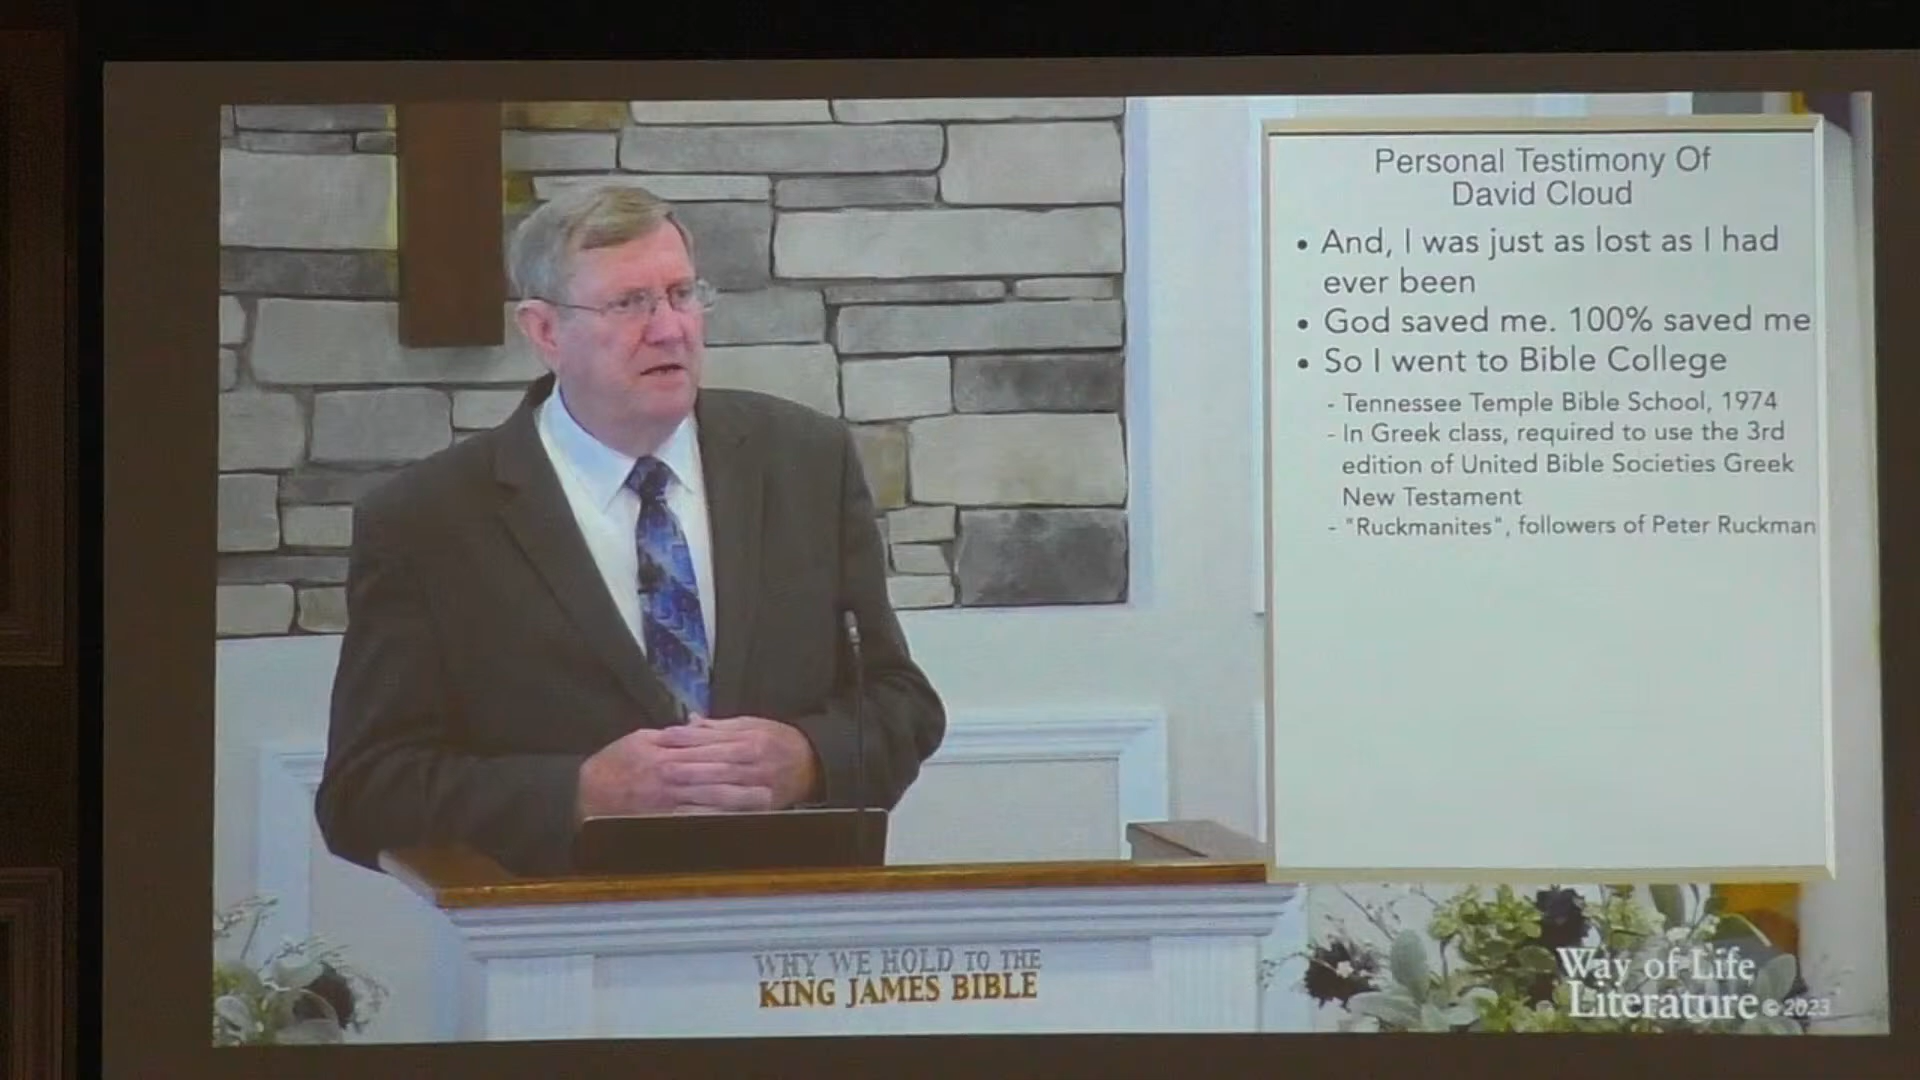 Personal Testimony Of
David Cloud
• And, I was just as lost as I had
ever been
• God saved me. 100% saved me
• So I went to Bible College
- Tennessee Temple Bible School, 1974
- In Greek class, required to use the 3rd
edition of United Bible Societies Greek
New Testament
- "Ruckmanites", followers of Peter Ruckman
WHY WE HOLD TO THE
KING JAMES BIBLE
Way of Life
Literature © 2023